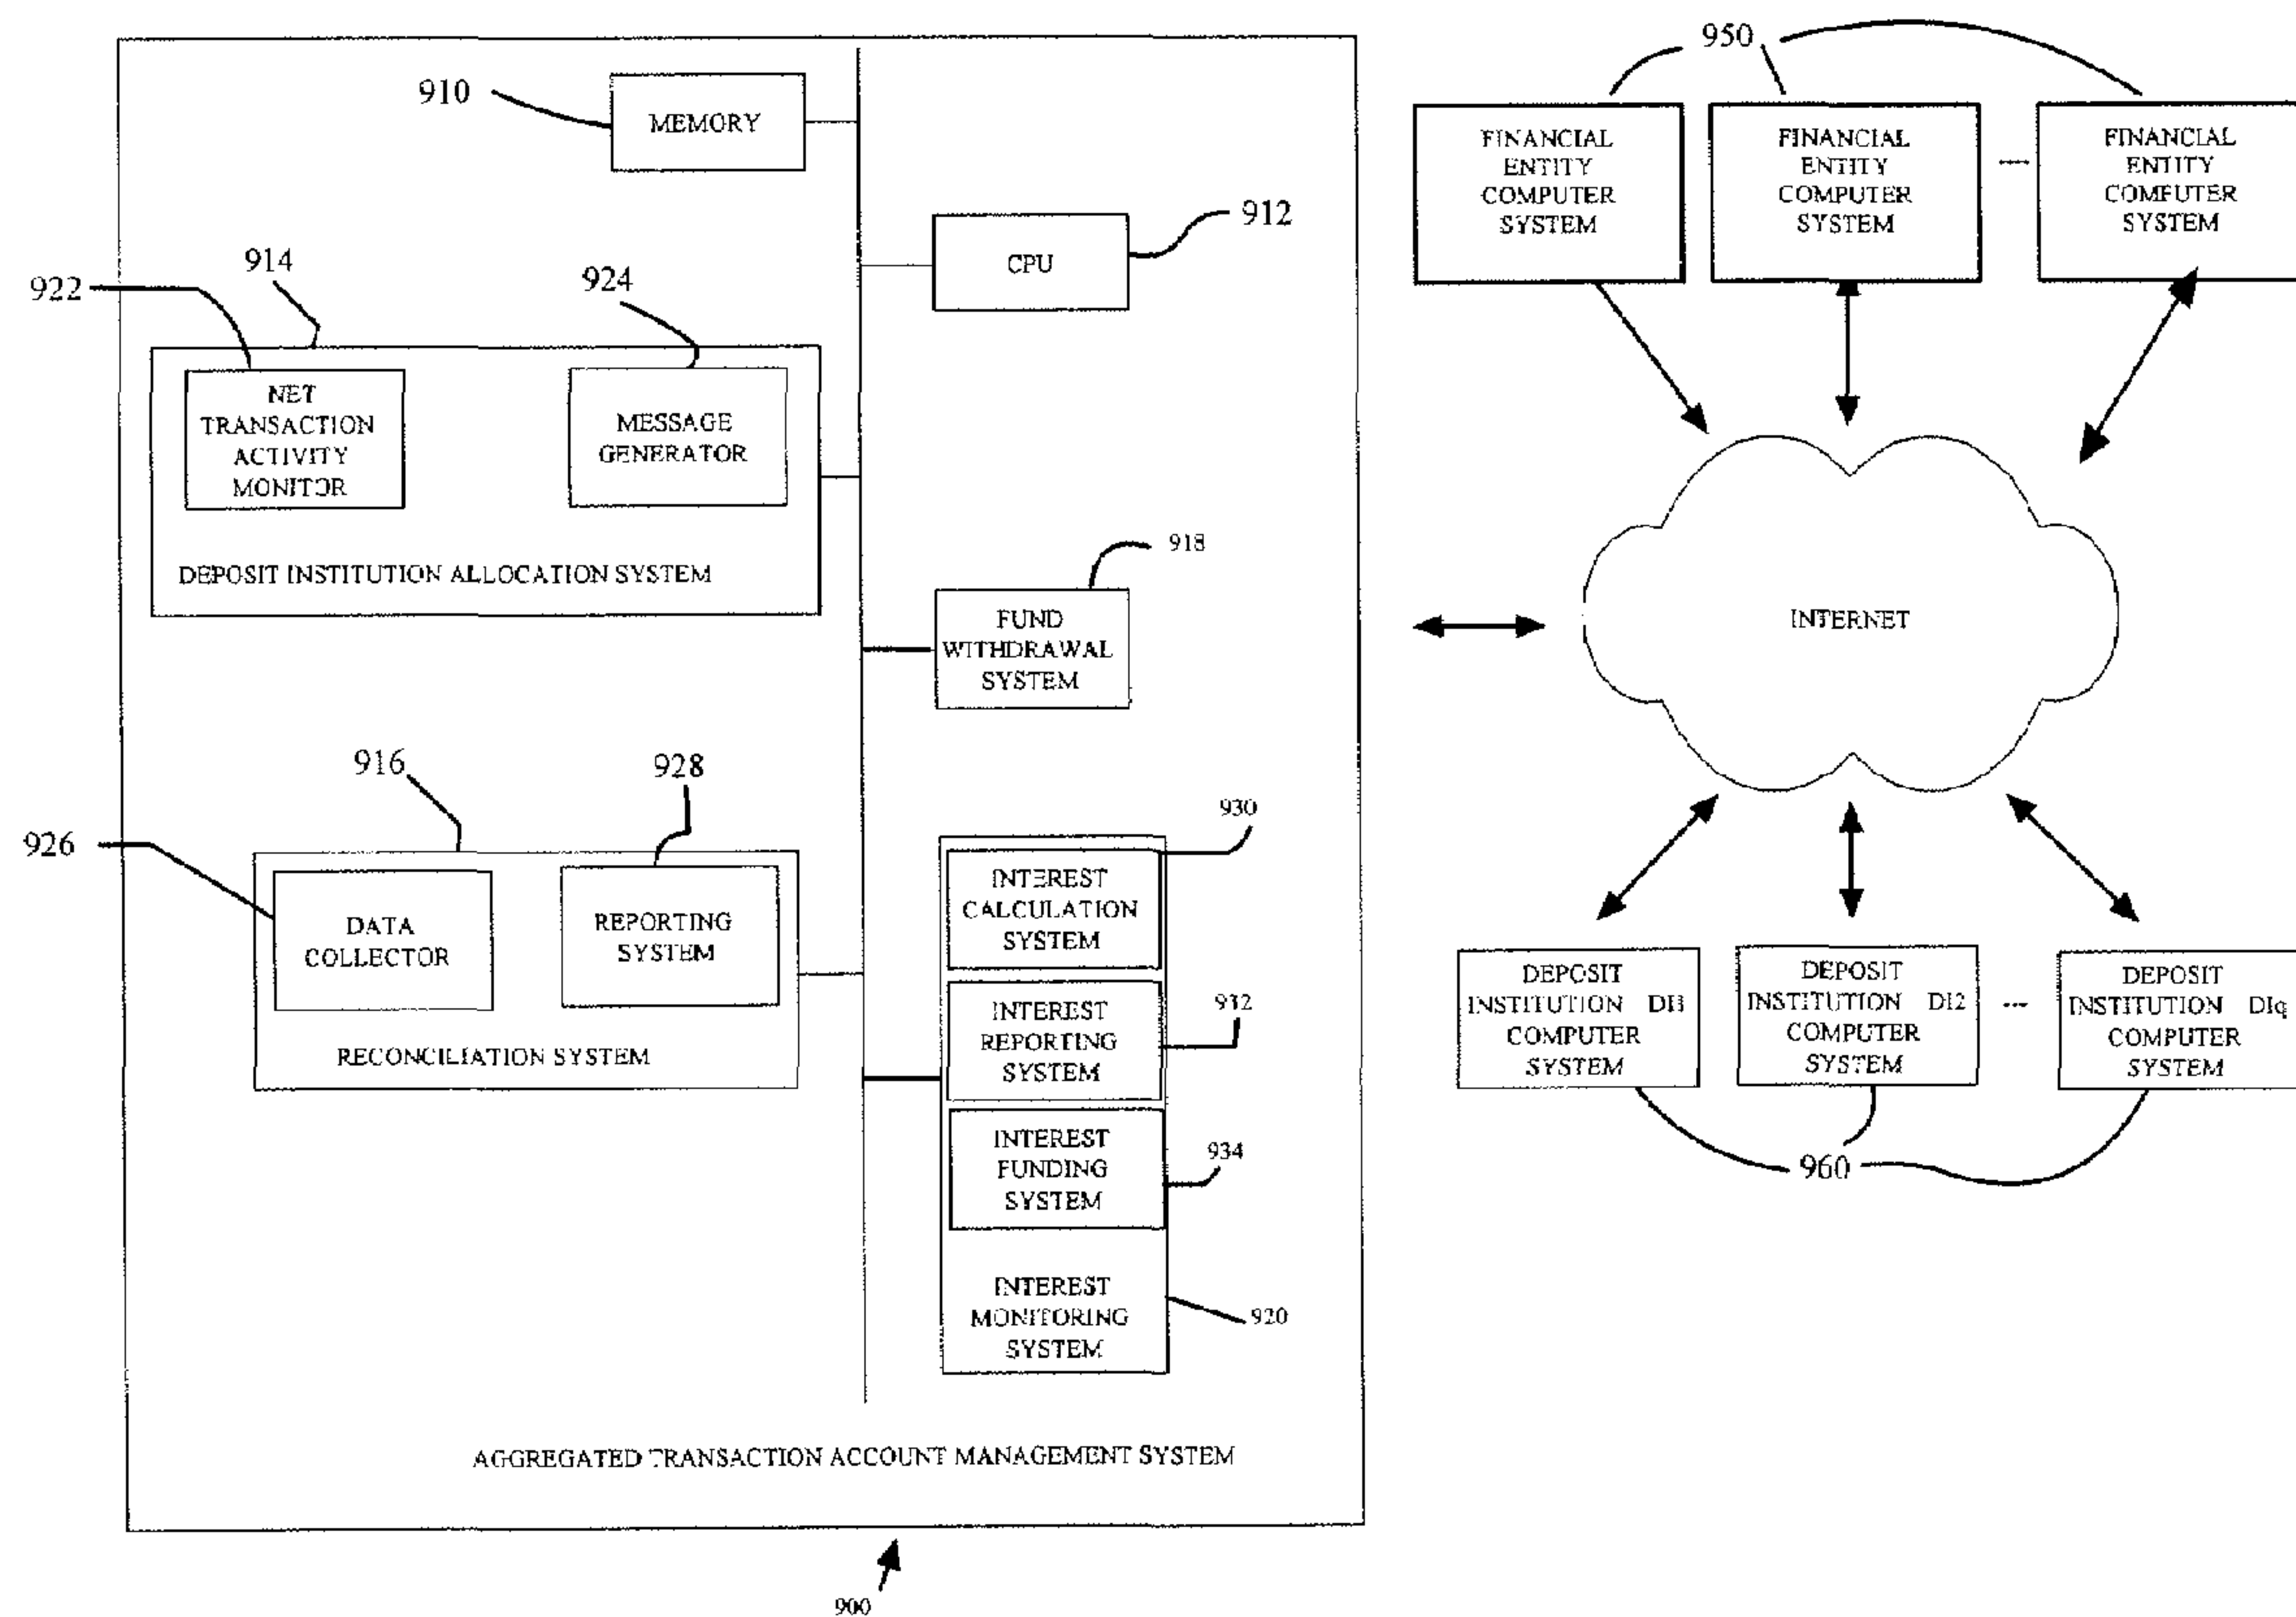 910
MEMORY
912
CPU
922
914
924
NET
TRANSACTION
ACTIVITY
MONITOR
MESSAGE
GENERATOR
DEPOSIT INSTITUTION ALLOCATION SYSTEM
918
FUND
WITHDRAWAL
SYSTEM
916
928
926
DATA
COLLECTOR
REPORTING
SYSTEM
RECONCILIATION SYSTEM
930
INTEREST
CALCULATION
SYSTEM
932
INTEREST
REPORTING
SYSTEM
934
INTEREST
FUNDING
SYSTEM
INTEREST
MONITORING
SYSTEM
920
AGGREGATED TRANSACTION ACCOUNT MANAGEMENT SYSTEM
900
950
FINANCIAL
ENTITY
COMPUTER
SYSTEM
FINANCIAL
ENTITY
COMPUTER
SYSTEM
---
FINANCIAL
ENTITY
COMPUTER
SYSTEM
INTERNET
DEPOSIT
INSTITUTION DI1
COMPUTER
SYSTEM
DEPOSIT
INSTITUTION DI2
COMPUTER
SYSTEM
---
DEPOSIT
INSTITUTION DIq
COMPUTER
SYSTEM
960